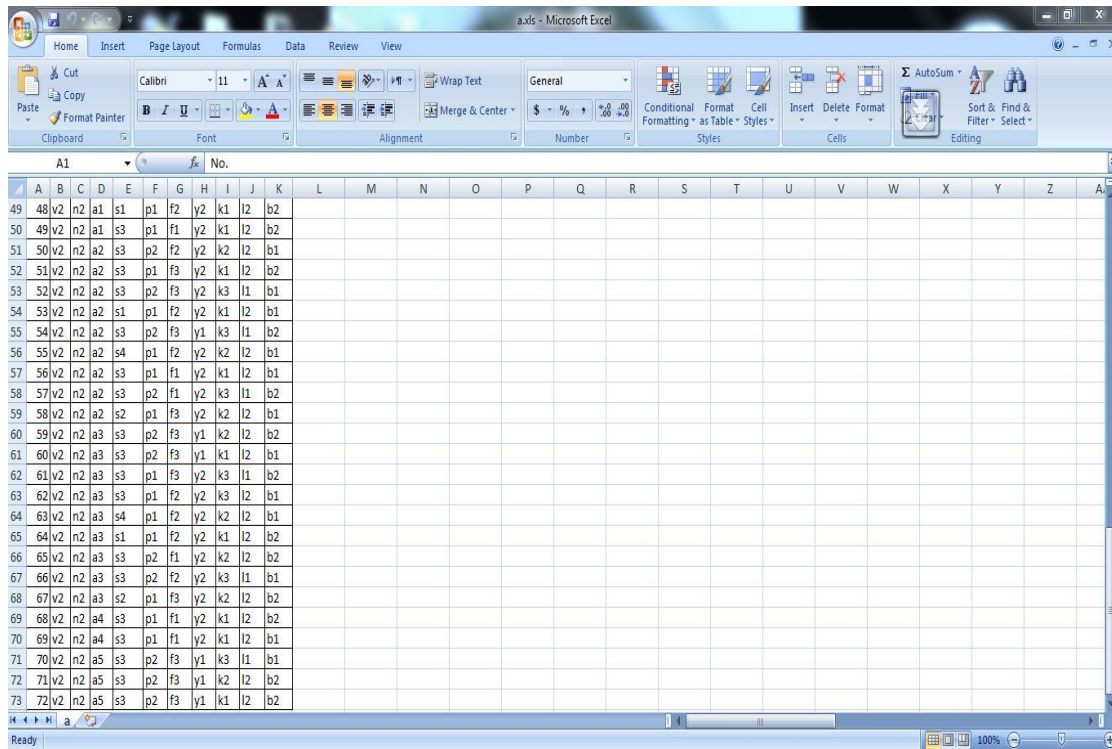 a.xls - Microsoft Excel
Home Insert Page Layout Formulas Data Review View
Cut
Copy
Format Painter
Paste
Clipboard
Calibri 11
B I U
Font
Wrap Text
Merge & Center
Alignment
General
$ % ,
Number
Conditional Formatting
Format as Table
Cell Styles
Styles
Insert Delete Format
Cells
Σ AutoSum
Fill
Clear
Sort & Filter
Find & Select
Editing
A1 fx No.
A B C D E F G H I J K L M N O P Q R S T U V W X Y Z
49 48 v2 n2 a1 s1 p1 f2 y2 k1 l2 b2
50 49 v2 n2 a1 s3 p1 f1 y2 k1 l2 b2
51 50 v2 n2 a2 s3 p2 f2 y2 k2 l2 b1
52 51 v2 n2 a2 s3 p1 f3 y2 k1 l2 b2
53 52 v2 n2 a2 s3 p2 f3 y2 k3 l1 b1
54 53 v2 n2 a2 s1 p1 f2 y2 k1 l2 b1
55 54 v2 n2 a2 s3 p2 f3 y1 k3 l1 b2
56 55 v2 n2 a2 s4 p1 f2 y2 k2 l2 b1
57 56 v2 n2 a2 s3 p1 f1 y2 k1 l2 b1
58 57 v2 n2 a2 s3 p2 f1 y2 k3 l1 b2
59 58 v2 n2 a2 s2 p1 f3 y2 k2 l2 b1
60 59 v2 n2 a3 s3 p2 f3 y1 k2 l2 b2
61 60 v2 n2 a3 s3 p2 f3 y1 k1 l2 b1
62 61 v2 n2 a3 s3 p1 f3 y2 k3 l1 b2
63 62 v2 n2 a3 s3 p1 f2 y2 k3 l2 b1
64 63 v2 n2 a3 s4 p1 f2 y2 k2 l2 b1
65 64 v2 n2 a3 s1 p1 f2 y2 k1 l2 b2
66 65 v2 n2 a3 s3 p2 f1 y2 k2 l2 b2
67 66 v2 n2 a3 s3 p2 f2 y2 k3 l1 b1
68 67 v2 n2 a3 s2 p1 f3 y2 k2 l2 b2
69 68 v2 n2 a4 s3 p1 f1 y2 k1 l2 b2
70 69 v2 n2 a4 s3 p1 f1 y2 k1 l2 b2
71 70 v2 n2 a5 s3 p2 f3 y1 k3 l1 b1
72 71 v2 n2 a5 s3 p2 f3 y1 k2 l2 b2
73 72 v2 n2 a5 s3 p2 f3 y1 k1 l2 b2
a
Ready 100%